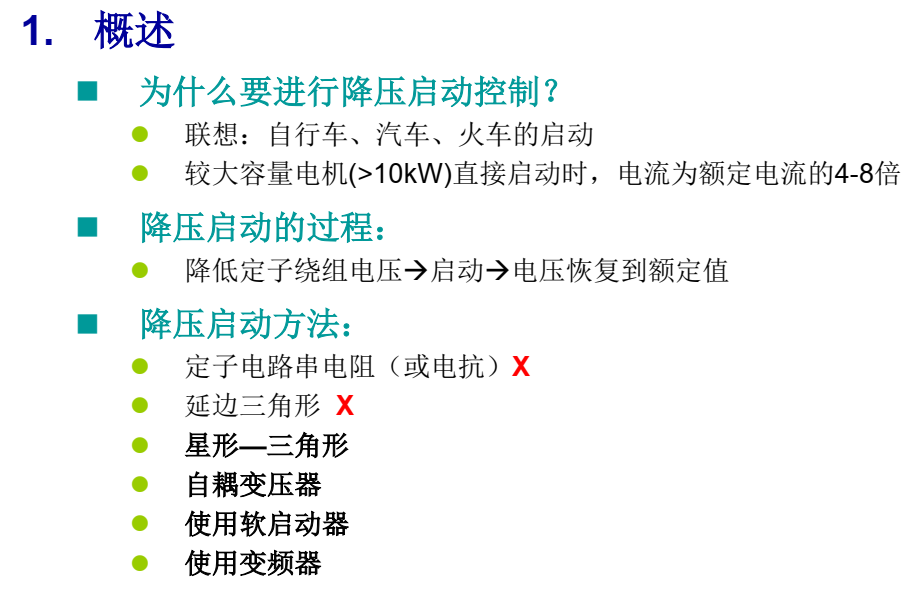 1. 概述
■ 为什么要进行降压启动控制？
● 联想：自行车、汽车、火车的启动
● 较大容量电机(>10kW)直接启动时，电流为额定电流的4-8倍
■ 降压启动的过程：
● 降低定子绕组电压→启动→电压恢复到额定值
■ 降压启动方法：
● 定子电路串电阻（或电抗）X
● 延边三角形 X
● 星形—三角形
● 自耦变压器
● 使用软启动器
● 使用变频器